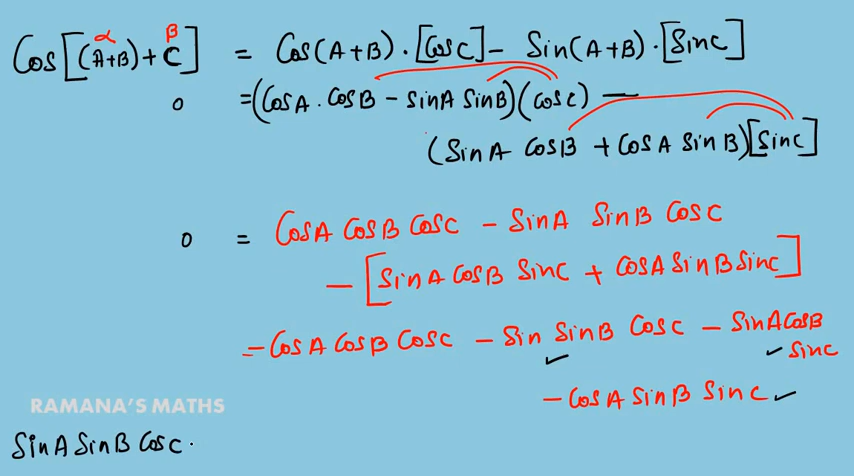 α β
Cos[(A+B)+C] = Cos(A+B).[Cosc] - Sin(A+B).[Sinc]
0 =(CosA.CosB - SinA SinB)(Cosc) —
(SinA CosB + CosA SinB)[Sinc]
0 = CosA CosB Cosc - SinA SinB Cosc
- [SinA CosB Sinc + CosA SinB Sinc]
= -CosA CosB Cosc - Sin SinB Cosc - SinA CosB
Sinc
- CosA SinB Sinc
RAMANA'S MATHS
SinA SinB Cosc.